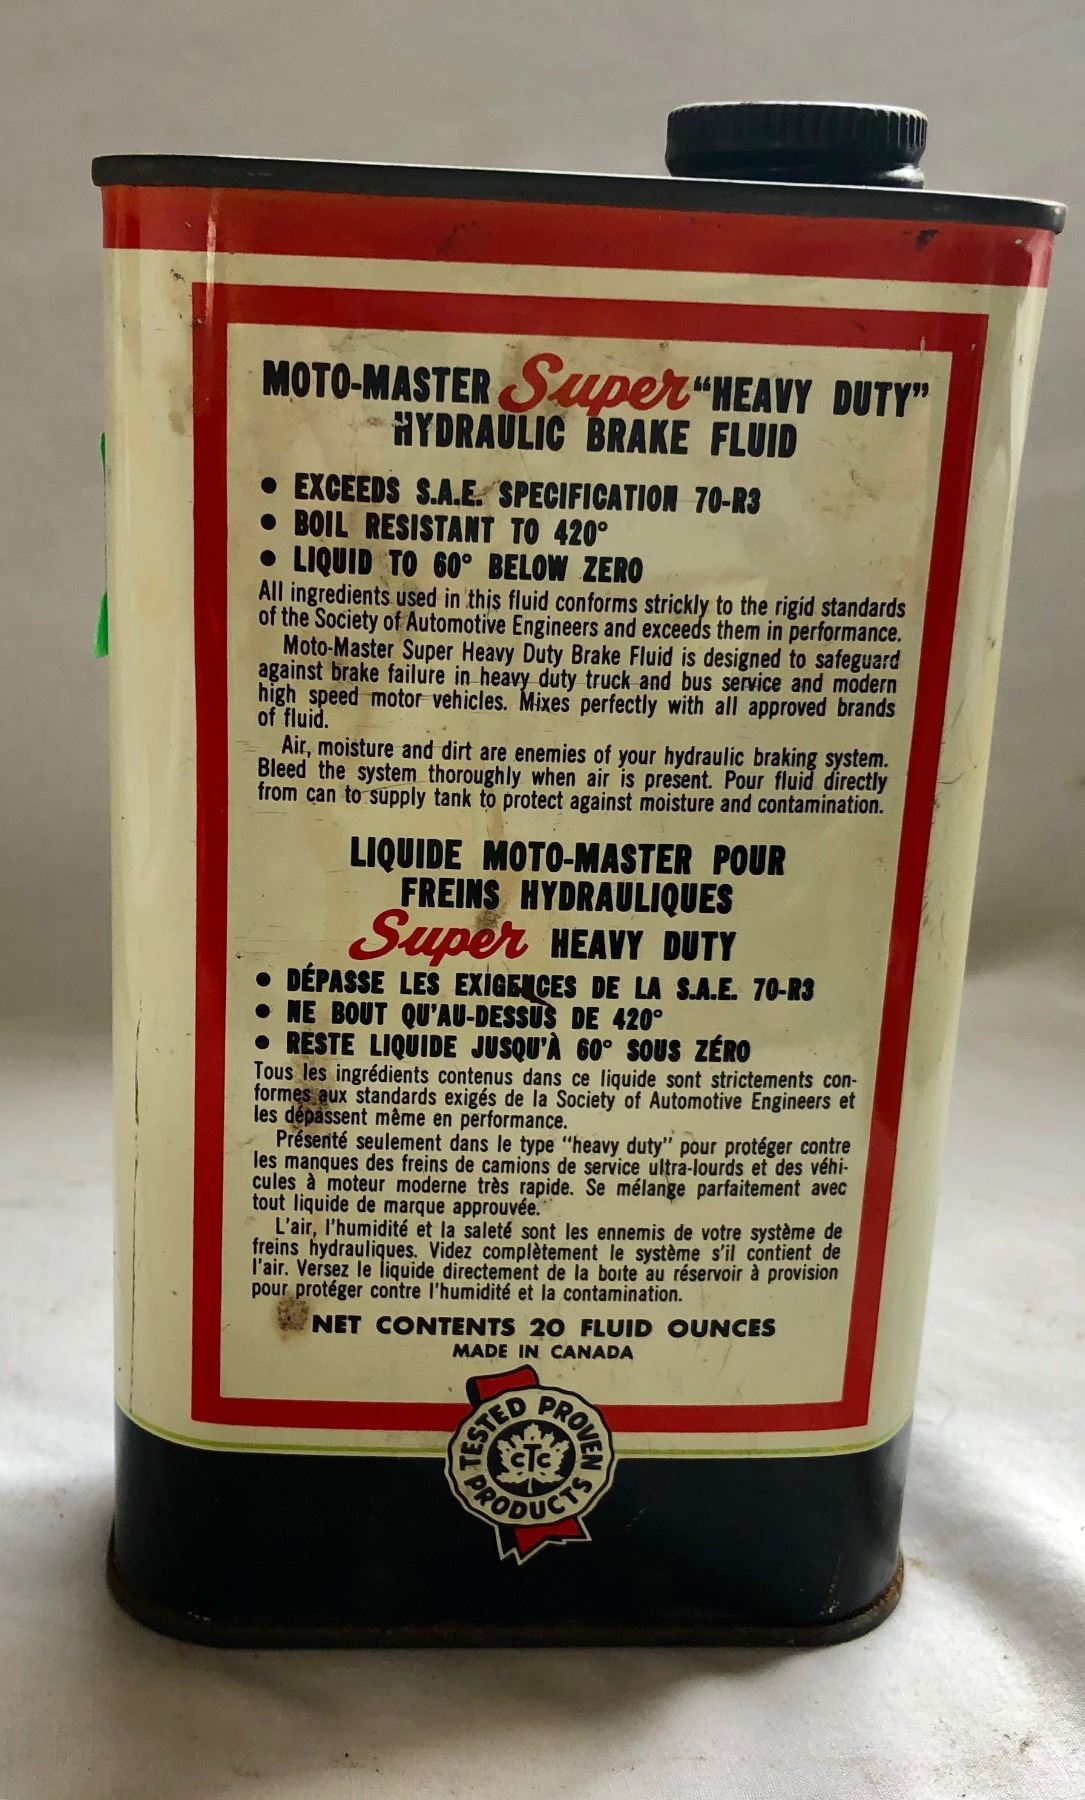 MOTO-MASTER Super “HEAVY DUTY”
HYDRAULIC BRAKE FLUID
• EXCEEDS S.A.E. SPECIFICATION 70-R3
• BOIL RESISTANT TO 420°
• LIQUID TO 60° BELOW ZERO
All ingredients used in this fluid conforms strickly to the rigid standards
of the Society of Automotive Engineers and exceeds them in performance.
Moto-Master Super Heavy Duty Brake Fluid is designed to safeguard
against brake failure in heavy duty truck and bus service and modern
high speed motor vehicles. Mixes perfectly with all approved brands
of fluid.
Air, moisture and dirt are enemies of your hydraulic braking system.
Bleed the system thoroughly when air is present. Pour fluid directly
from can to supply tank to protect against moisture and contamination.
LIQUIDE MOTO-MASTER POUR
FREINS HYDRAULIQUES
Super HEAVY DUTY
• DÉPASSE LES EXIGENCES DE LA S.A.E. 70-R3
• NE BOUT QU'AU-DESSUS DE 420°
• RESTE LIQUIDE JUSQU'À 60° SOUS ZÉRO
Tous les ingrédients contenus dans ce liquide sont strictements con-
formes aux standards exigés de la Society of Automotive Engineers et
les dépassent même en performance.
Présenté seulement dans le type “heavy duty” pour protéger contre
les manques des freins de camions de service ultra-lourds et des véhi-
cules à moteur moderne très rapide. Se mélange parfaitement avec
tout liquide de marque approuvée.
L'air, l'humidité et la saleté sont les ennemis de votre système de
freins hydrauliques. Videz complètement le système s'il contient de
l'air. Versez le liquide directement de la boite au réservoir à provision
pour protéger contre l'humidité et la contamination.
NET CONTENTS 20 FLUID OUNCES
MADE IN CANADA
TESTED PROVEN
CTC
PRODUCTS